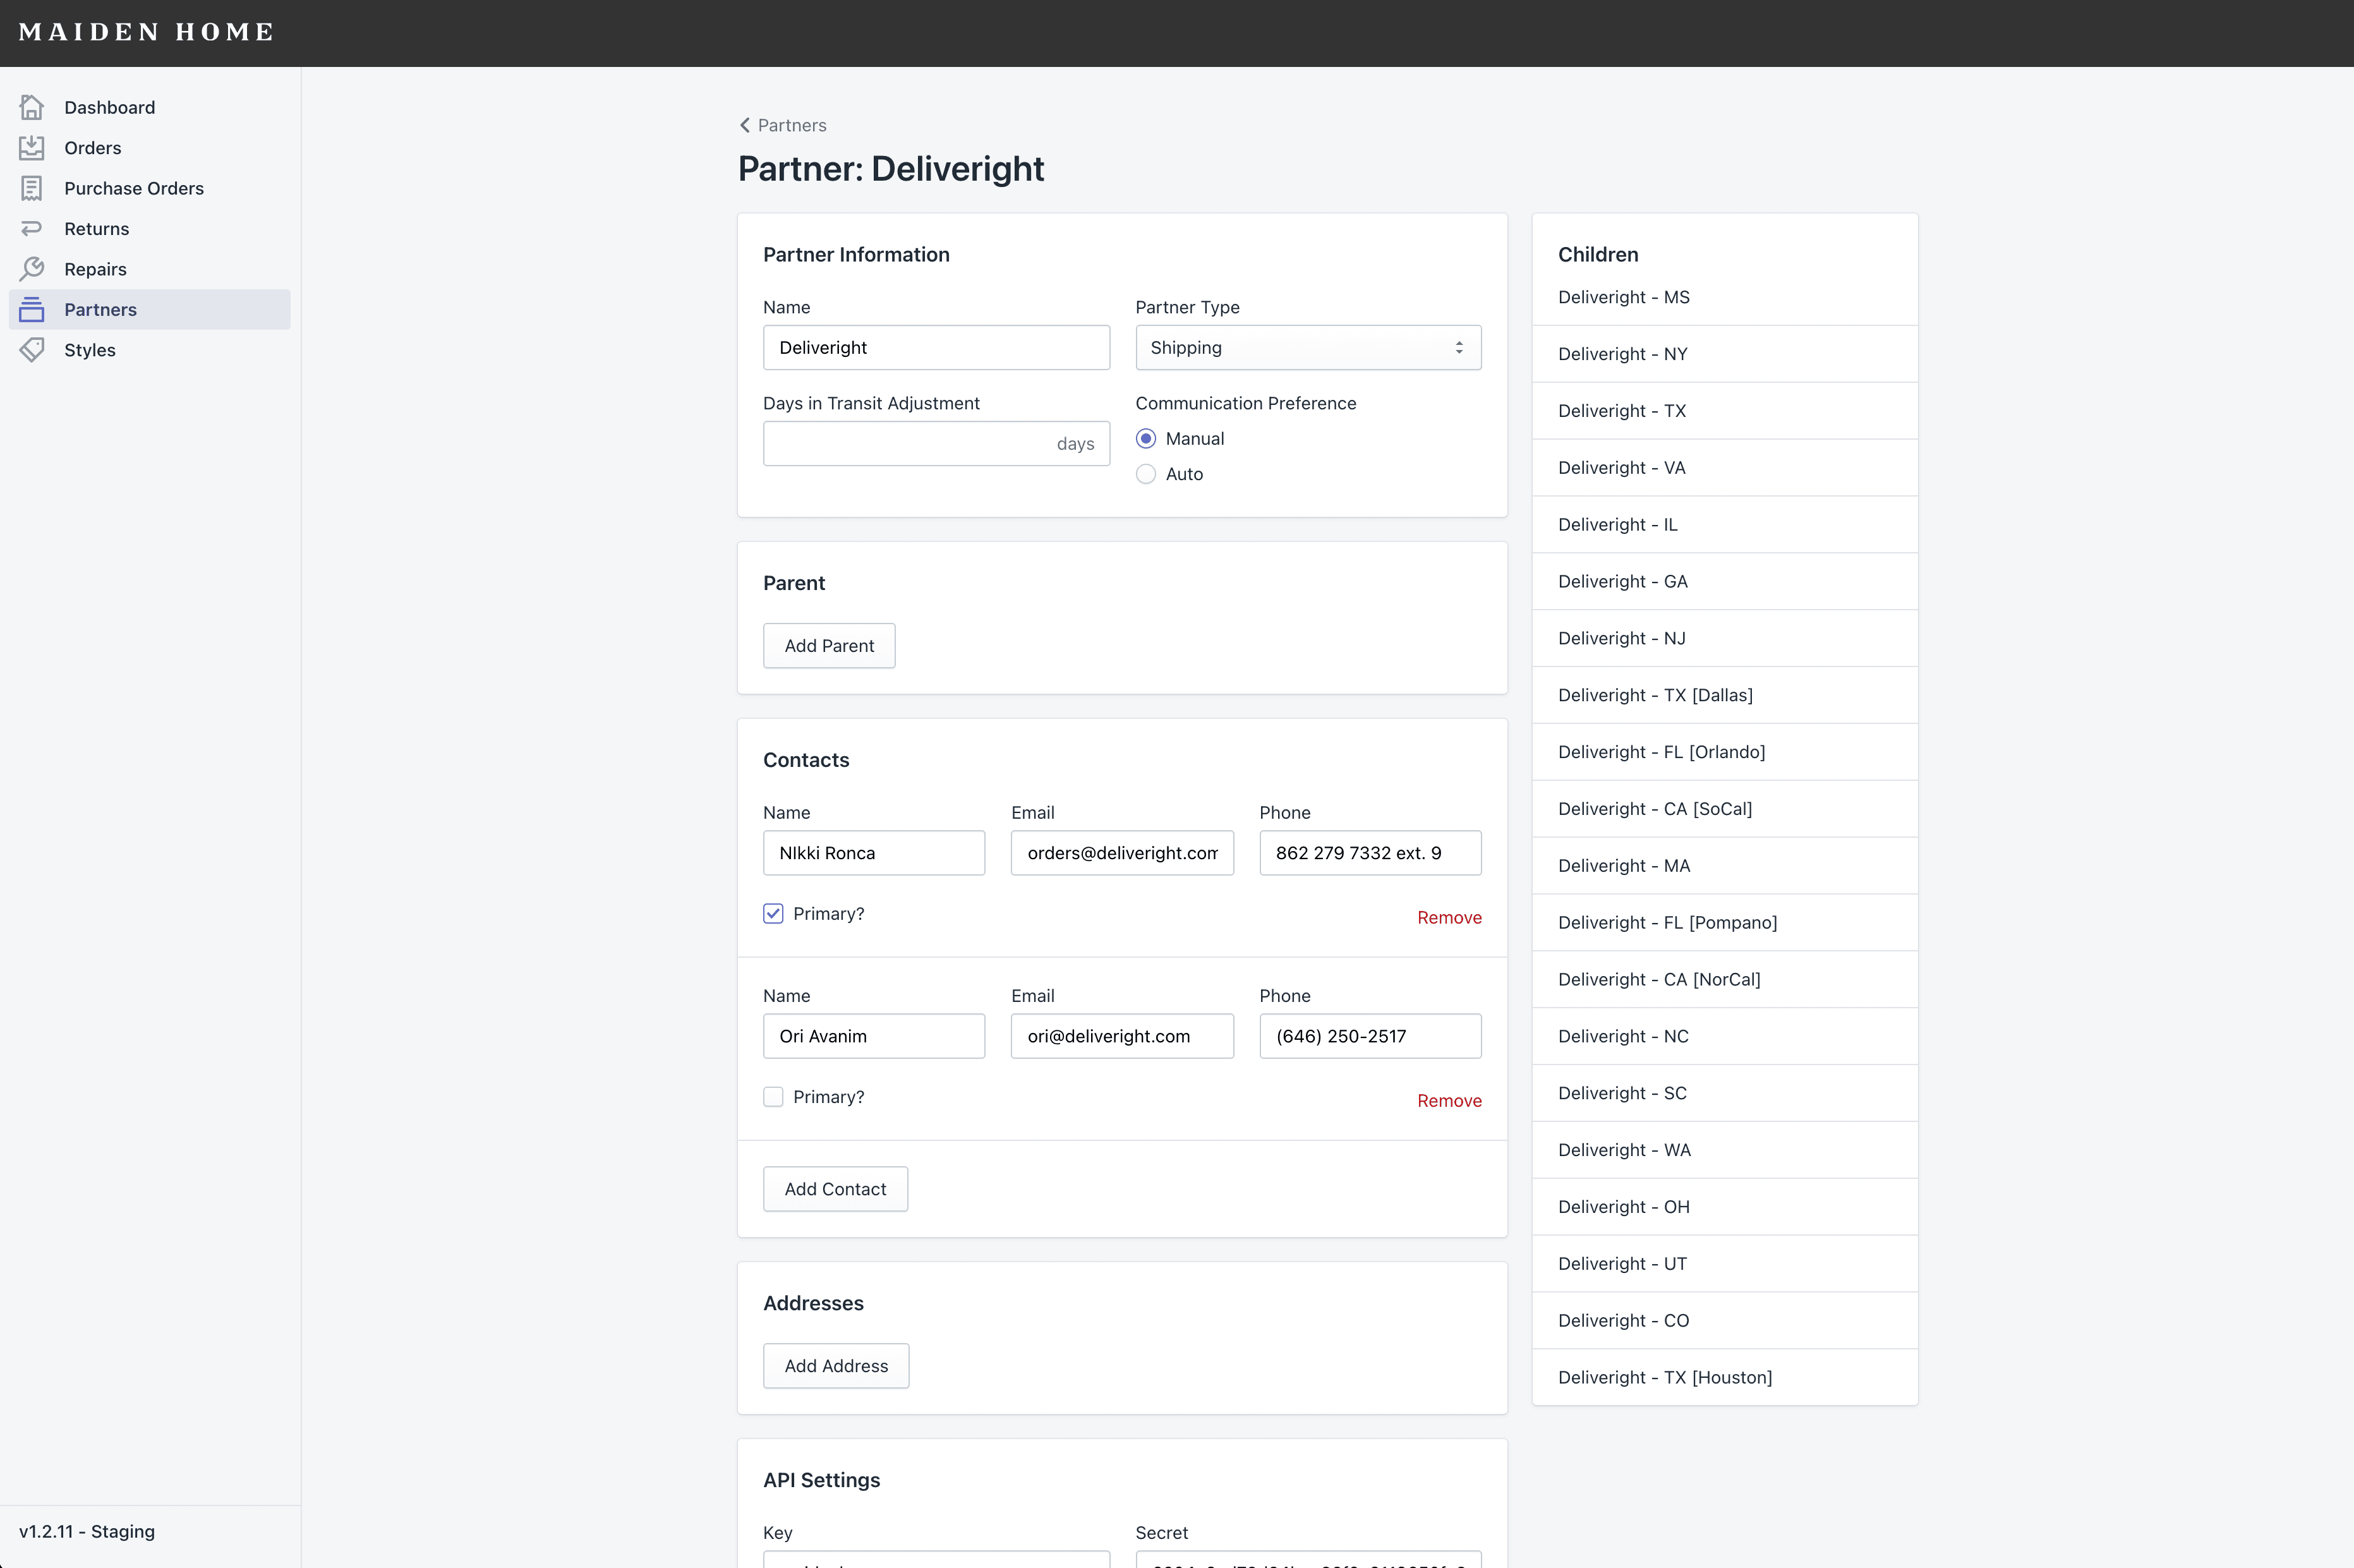 MAIDEN HOME
Dashboard
Orders
Purchase Orders
Returns
Repairs
Partners
Styles
v1.2.11 - Staging
Partners
Partner: Deliveright
Partner Information
Name
Partner Type
Deliveright
Shipping
Days in Transit Adjustment
Communication Preference
days
Manual
Auto
Parent
Add Parent
Contacts
Name
Email
Phone
NIkki Ronca
orders@deliveright.com
862 279 7332 ext. 9
Primary?
Remove
Name
Email
Phone
Ori Avanim
ori@deliveright.com
(646) 250-2517
Primary?
Remove
Add Contact
Addresses
Add Address
API Settings
Key
Secret
Children
Deliveright - MS
Deliveright - NY
Deliveright - TX
Deliveright - VA
Deliveright - IL
Deliveright - GA
Deliveright - NJ
Deliveright - TX [Dallas]
Deliveright - FL [Orlando]
Deliveright - CA [SoCal]
Deliveright - MA
Deliveright - FL [Pompano]
Deliveright - CA [NorCal]
Deliveright - NC
Deliveright - SC
Deliveright - WA
Deliveright - OH
Deliveright - UT
Deliveright - CO
Deliveright - TX [Houston]